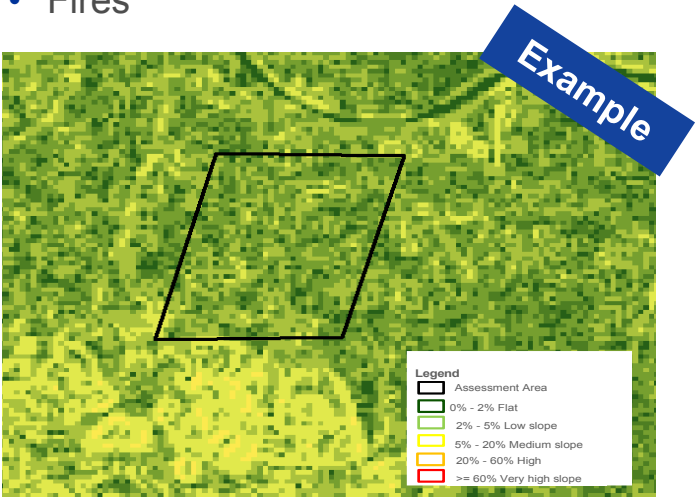 • Fires
Example
Legend
Assessment Area
0% - 2% Flat
2% - 5% Low slope
5% - 20% Medium slope
20% - 60% High
>= 60% Very high slope